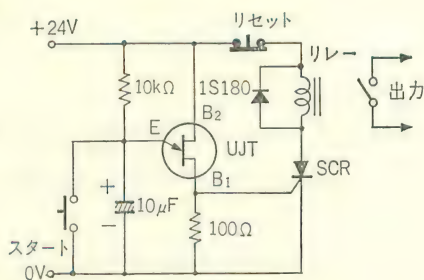 リセット
+24V
リレー
10kΩ
1S180
B₂
出力
E
UJT
SCR
B₁
+
10μF
−
100Ω
スタート
0V